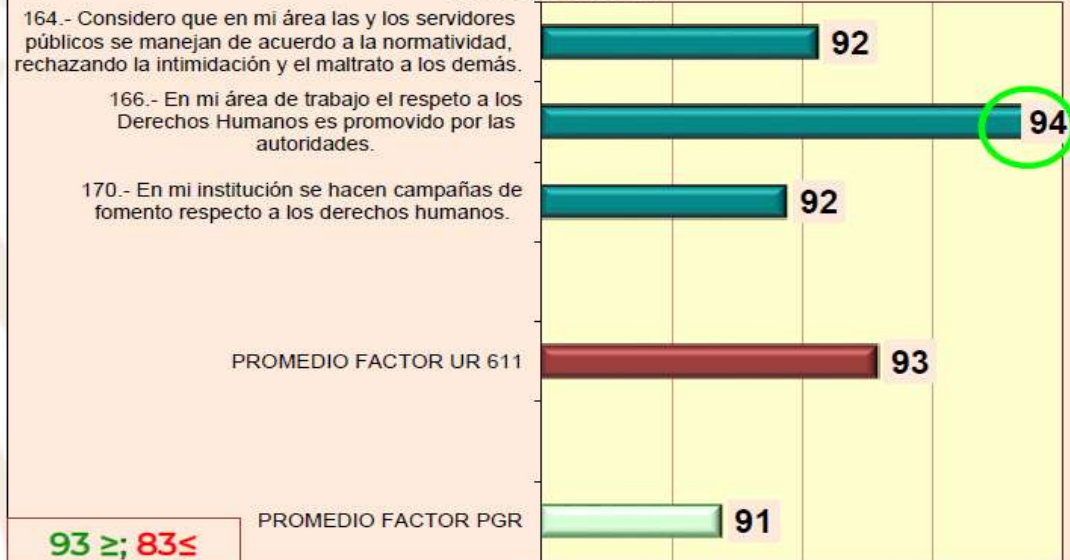 164.- Considero que en mi área las y los servidores
públicos se manejan de acuerdo a la normatividad,
rechazando la intimidación y el maltrato a los demás.
92
166.- En mi área de trabajo el respeto a los
Derechos Humanos es promovido por las
autoridades.
94
170.- En mi institución se hacen campañas de
fomento respecto a los derechos humanos.
92
PROMEDIO FACTOR UR 611
93
PROMEDIO FACTOR PGR
91
93 ≥; 83≤